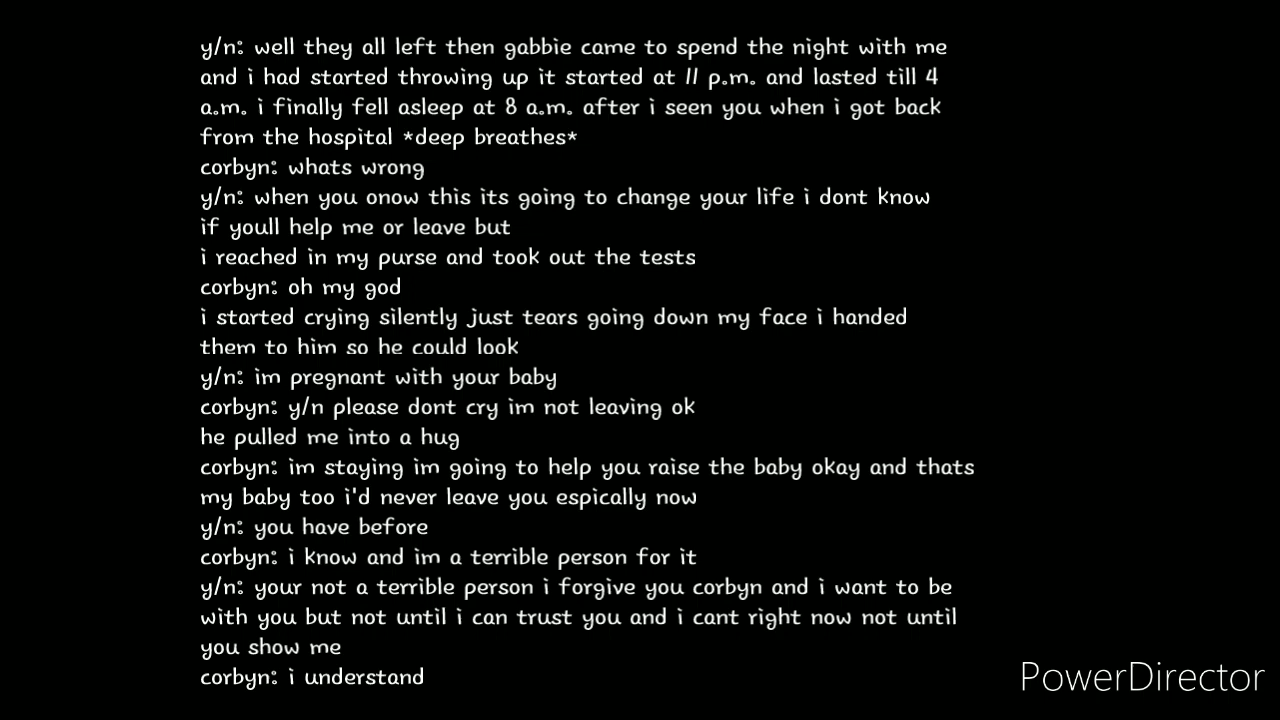 y/n: well they all left then gabbie came to spend the night with me
and i had started throwing up it started at 11 p.m. and lasted till 4
a.m. i finally fell asleep at 8 a.m. after i seen you when i got back
from the hospital *deep breathes*
corbyn: whats wrong
y/n: when you onow this its going to change your life i dont know
if youll help me or leave but
i reached in my purse and took out the tests
corbyn: oh my god
i started crying silently just tears going down my face i handed
them to him so he could look
y/n: im pregnant with your baby
corbyn: y/n please dont cry im not leaving ok
he pulled me into a hug
corbyn: im staying im going to help you raise the baby okay and thats
my baby too i'd never leave you espically now
y/n: you have before
corbyn: i know and im a terrible person for it
y/n: your not a terrible person i forgive you corbyn and i want to be
with you but not until i can trust you and i cant right now not until
you show me
corbyn: i understand
PowerDirector